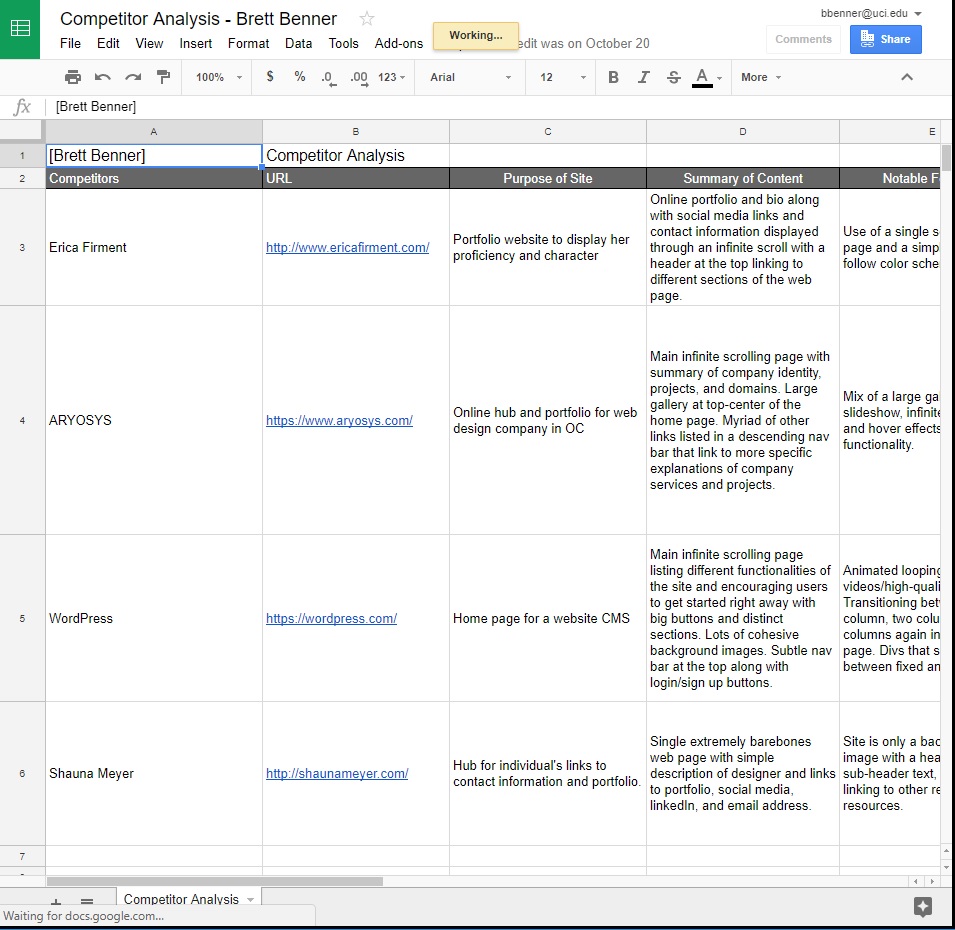 Competitor Analysis - Brett Benner
bbenner@uci.edu
File Edit View Insert Format Data Tools Add-ons
Working...
edit was on October 20
Comments
Share
100% $ % .0 .00 123 Arial 12 B I S A More
fx [Brett Benner]
A B C D E
1 [Brett Benner] Competitor Analysis
2 Competitors URL Purpose of Site Summary of Content Notable F
3
Erica Firment
http://www.ericafirment.com/
Portfolio website to display her
proficiency and character
Online portfolio and bio along
with social media links and
contact information displayed
through an infinite scroll with a
header at the top linking to
different sections of the web
page.
Use of a single s
page and a simp
follow color sche
4
ARYOSYS
https://www.aryosys.com/
Online hub and portfolio for web
design company in OC
Main infinite scrolling page with
summary of company identity,
projects, and domains. Large
gallery at top-center of the
home page. Myriad of other
links listed in a descending nav
bar that link to more specific
explanations of company
services and projects.
Mix of a large ga
slideshow, infinite
and hover effects
functionality.
5
WordPress
https://wordpress.com/
Home page for a website CMS
Main infinite scrolling page
listing different functionalities of
the site and encouraging users
to get started right away with
big buttons and distinct
sections. Lots of cohesive
background images. Subtle nav
bar at the top along with
login/sign up buttons.
Animated looping
videos/high-quali
Transitioning bet
column, two colu
columns again in
page. Divs that s
between fixed an
6
Shauna Meyer
http://shaunameyer.com/
Hub for individual's links to
contact information and portfolio.
Single extremely barebones
web page with simple
description of designer and links
to portfolio, social media,
linkedIn, and email address.
Site is only a bac
image with a hea
sub-header text,
linking to other re
resources.
7
Competitor Analysis
Waiting for docs.google.com...